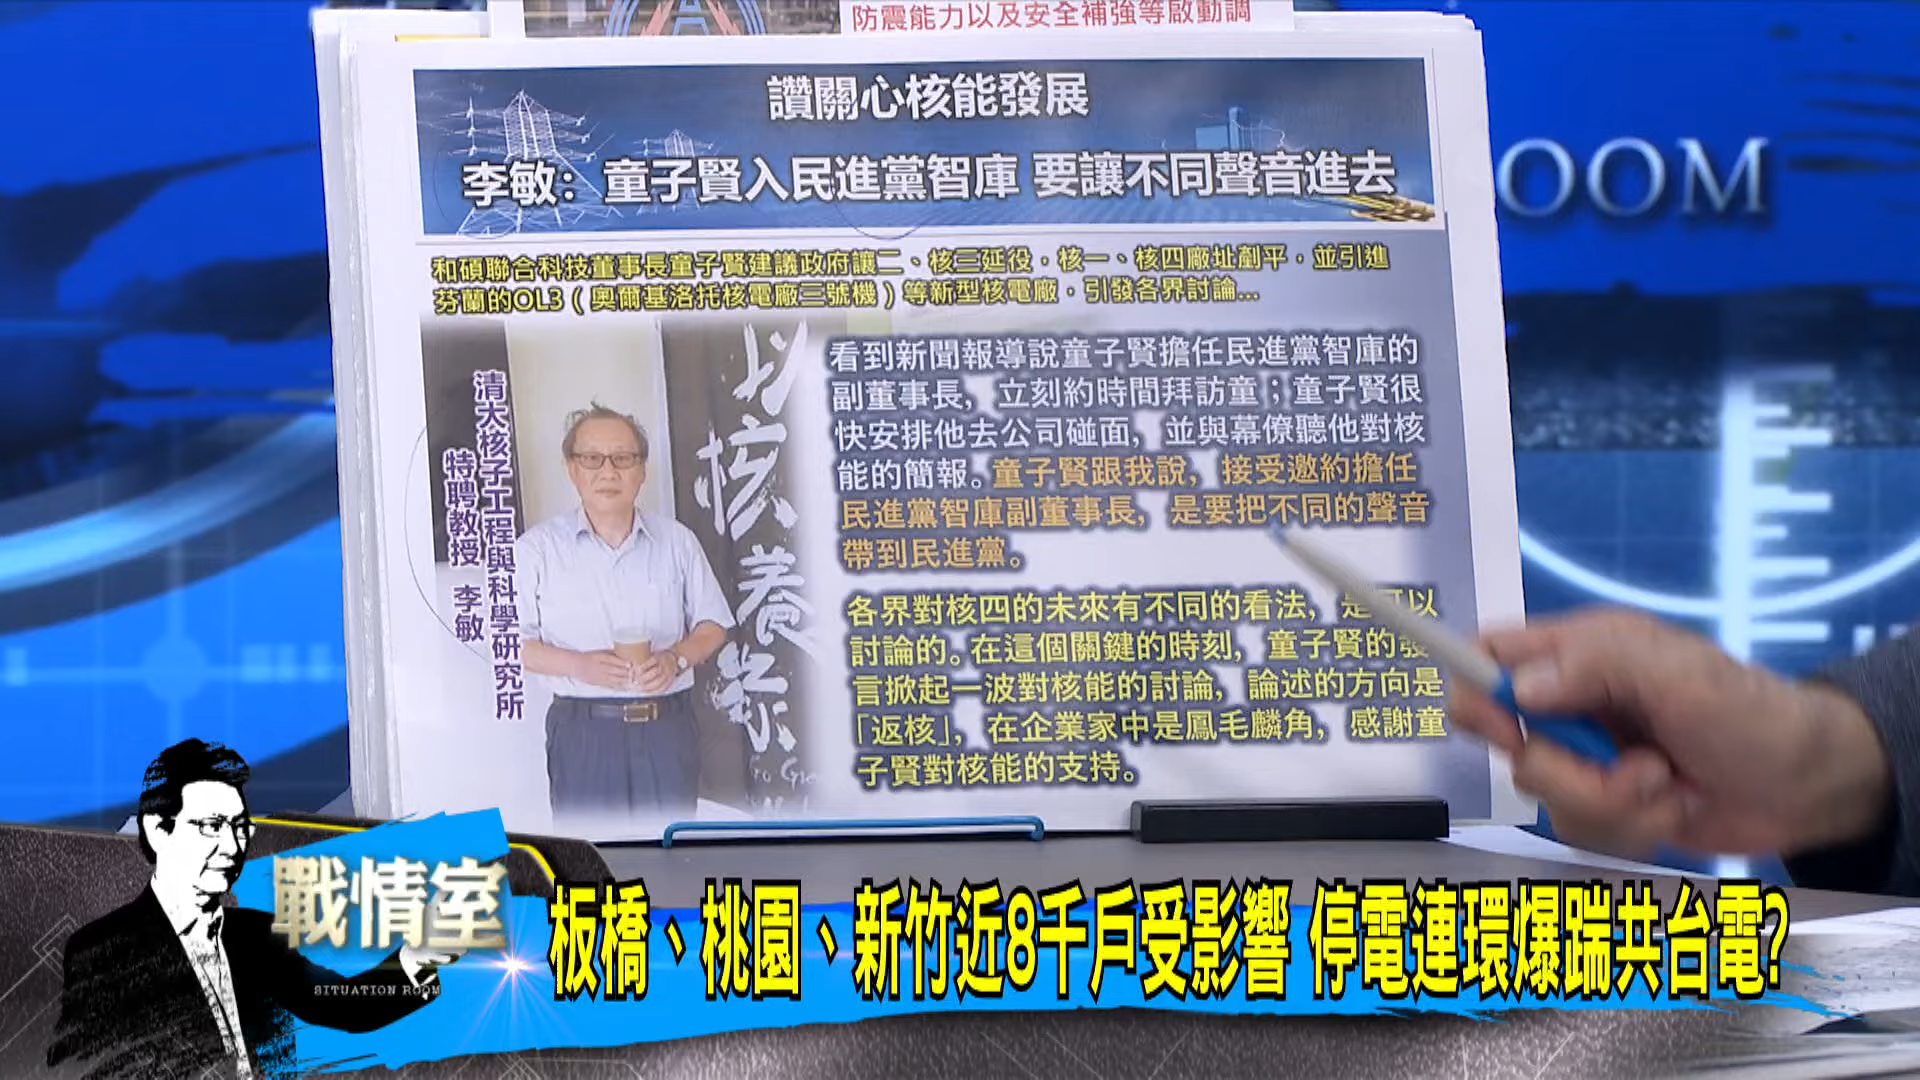 防震能力以及安全補強等啟動調
讚關心核能發展
李敏：童子賢入民進黨智庫 要讓不同聲音進去
和碩聯合科技董事長童子賢建議政府讓二、核三延役，核一、核四廠址剷平，並引進
芬蘭的OL3（奧爾基洛托核電廠三號機）等新型核電廠，引發各界討論...
OOM
看到新聞報導說童子賢擔任民進黨智庫的
副董事長，立刻約時間拜訪童；童子賢很
快安排他去公司碰面，並與幕僚聽他對核
能的簡報。童子賢跟我說，接受邀約擔任
民進黨智庫副董事長，是要把不同的聲音
帶到民進黨。
各界對核四的未來有不同的看法，是可以
討論的。在這個關鍵的時刻，童子賢的發
言掀起一波對核能的討論，論述的方向是
「返核」，在企業家中是鳳毛麟角，感謝童
子賢對核能的支持。
清大核子工程與科學研究所
特聘教授 李敏
以核養綠
戰情室
SITUATION ROOM
板橋、桃園、新竹近8千戶受影響 停電連環爆踹共台電?